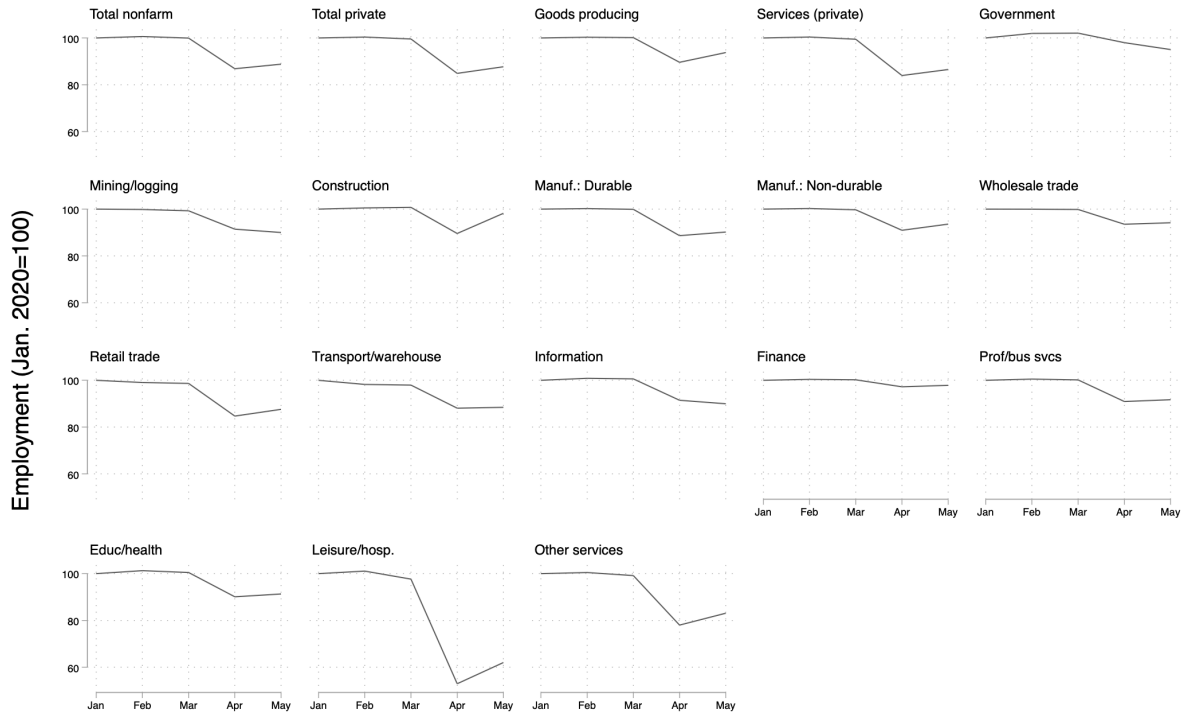 Employment (Jan. 2020=100)
Total nonfarm
Total private
Goods producing
Services (private)
Government
100
80
60
Mining/logging
Construction
Manuf.: Durable
Manuf.: Non-durable
Wholesale trade
100
80
60
Retail trade
Transport/warehouse
Information
Finance
Prof/bus svcs
100
80
60
Jan Feb Mar Apr May
Jan Feb Mar Apr May
Educ/health
Leisure/hosp.
Other services
100
80
60
Jan Feb Mar Apr May
Jan Feb Mar Apr May
Jan Feb Mar Apr May